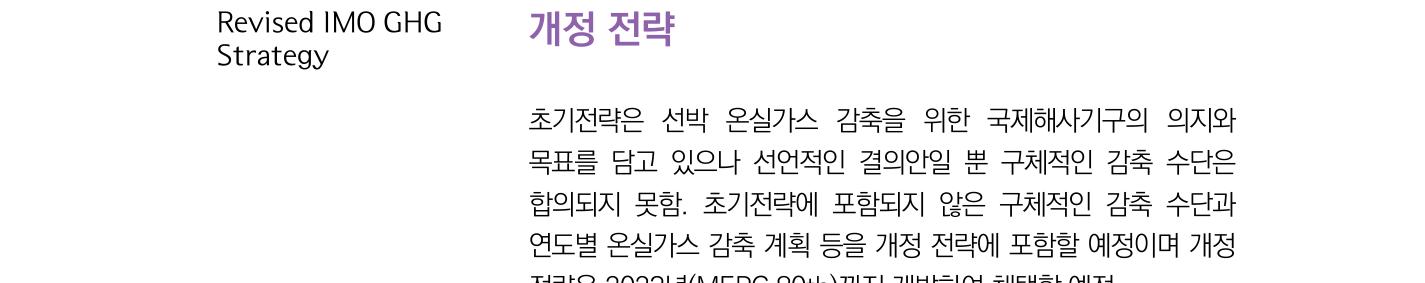 Revised IMO GHG
Strategy
개정 전략
초기전략은 선박 온실가스 감축을 위한 국제해사기구의 의지와
목표를 담고 있으나 선언적인 결의안일 뿐 구체적인 감축 수단은
합의되지 못함. 초기전략에 포함되지 않은 구체적인 감축 수단과
연도별 온실가스 감축 계획 등을 개정 전략에 포함할 예정이며 개정